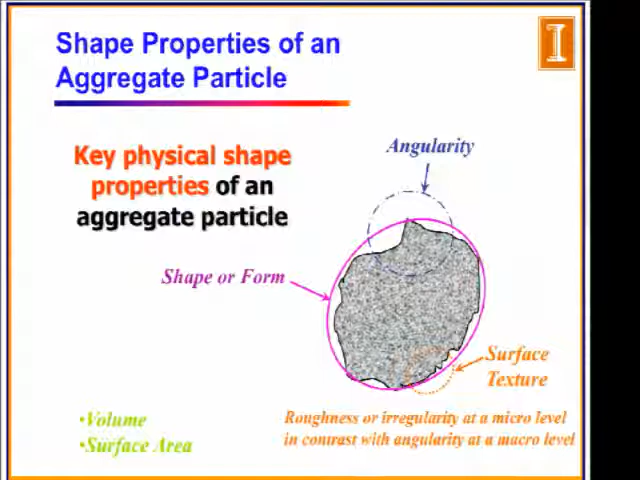 Shape Properties of an
Aggregate Particle
I
Key physical shape
properties of an
aggregate particle
Angularity
Shape or Form
Surface
Texture
•Volume
•Surface Area
Roughness or irregularity at a micro level
in contrast with angularity at a macro level